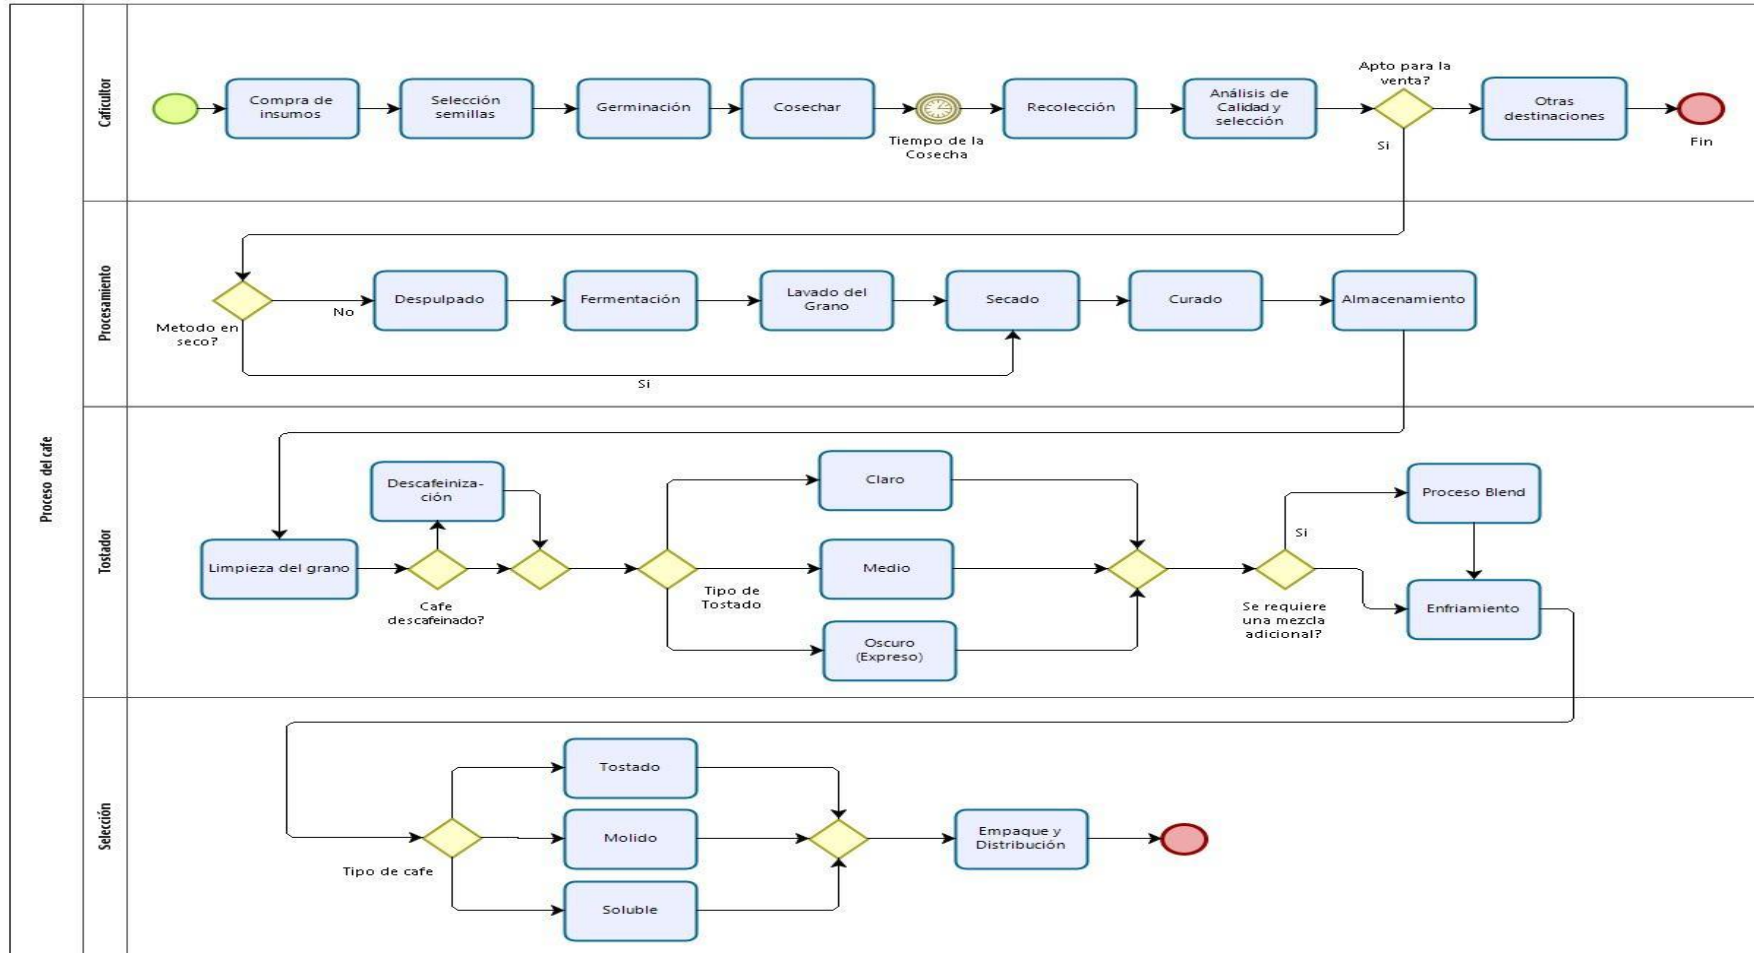 Proceso del cafe
Caficultor
Compra de
insumos
Selección
semillas
Germinación
Cosechar
Tiempo de la
Cosecha
Recolección
Análisis de
Calidad y
selección
Apto para la
venta?
Si
Otras
destinaciones
Fin
Procesamiento
Metodo en
seco?
No
Si
Despulpado
Fermentación
Lavado del
Grano
Secado
Curado
Almacenamiento
Tostador
Limpieza del grano
Descafeiniza-
ción
Cafe
descafeinado?
Tipo de
Tostado
Claro
Medio
Oscuro
(Expreso)
Se requiere
una mezcla
adicional?
Si
Proceso Blend
Enfriamiento
Selección
Tipo de cafe
Tostado
Molido
Soluble
Empaque y
Distribución